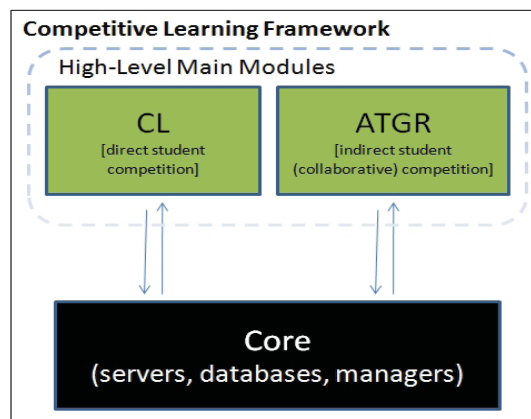 Competitive Learning Framework
High-Level Main Modules
CL
[direct student
competition]
ATGR
[indirect student
(collaborative) competition]
Core
(servers, databases, managers)